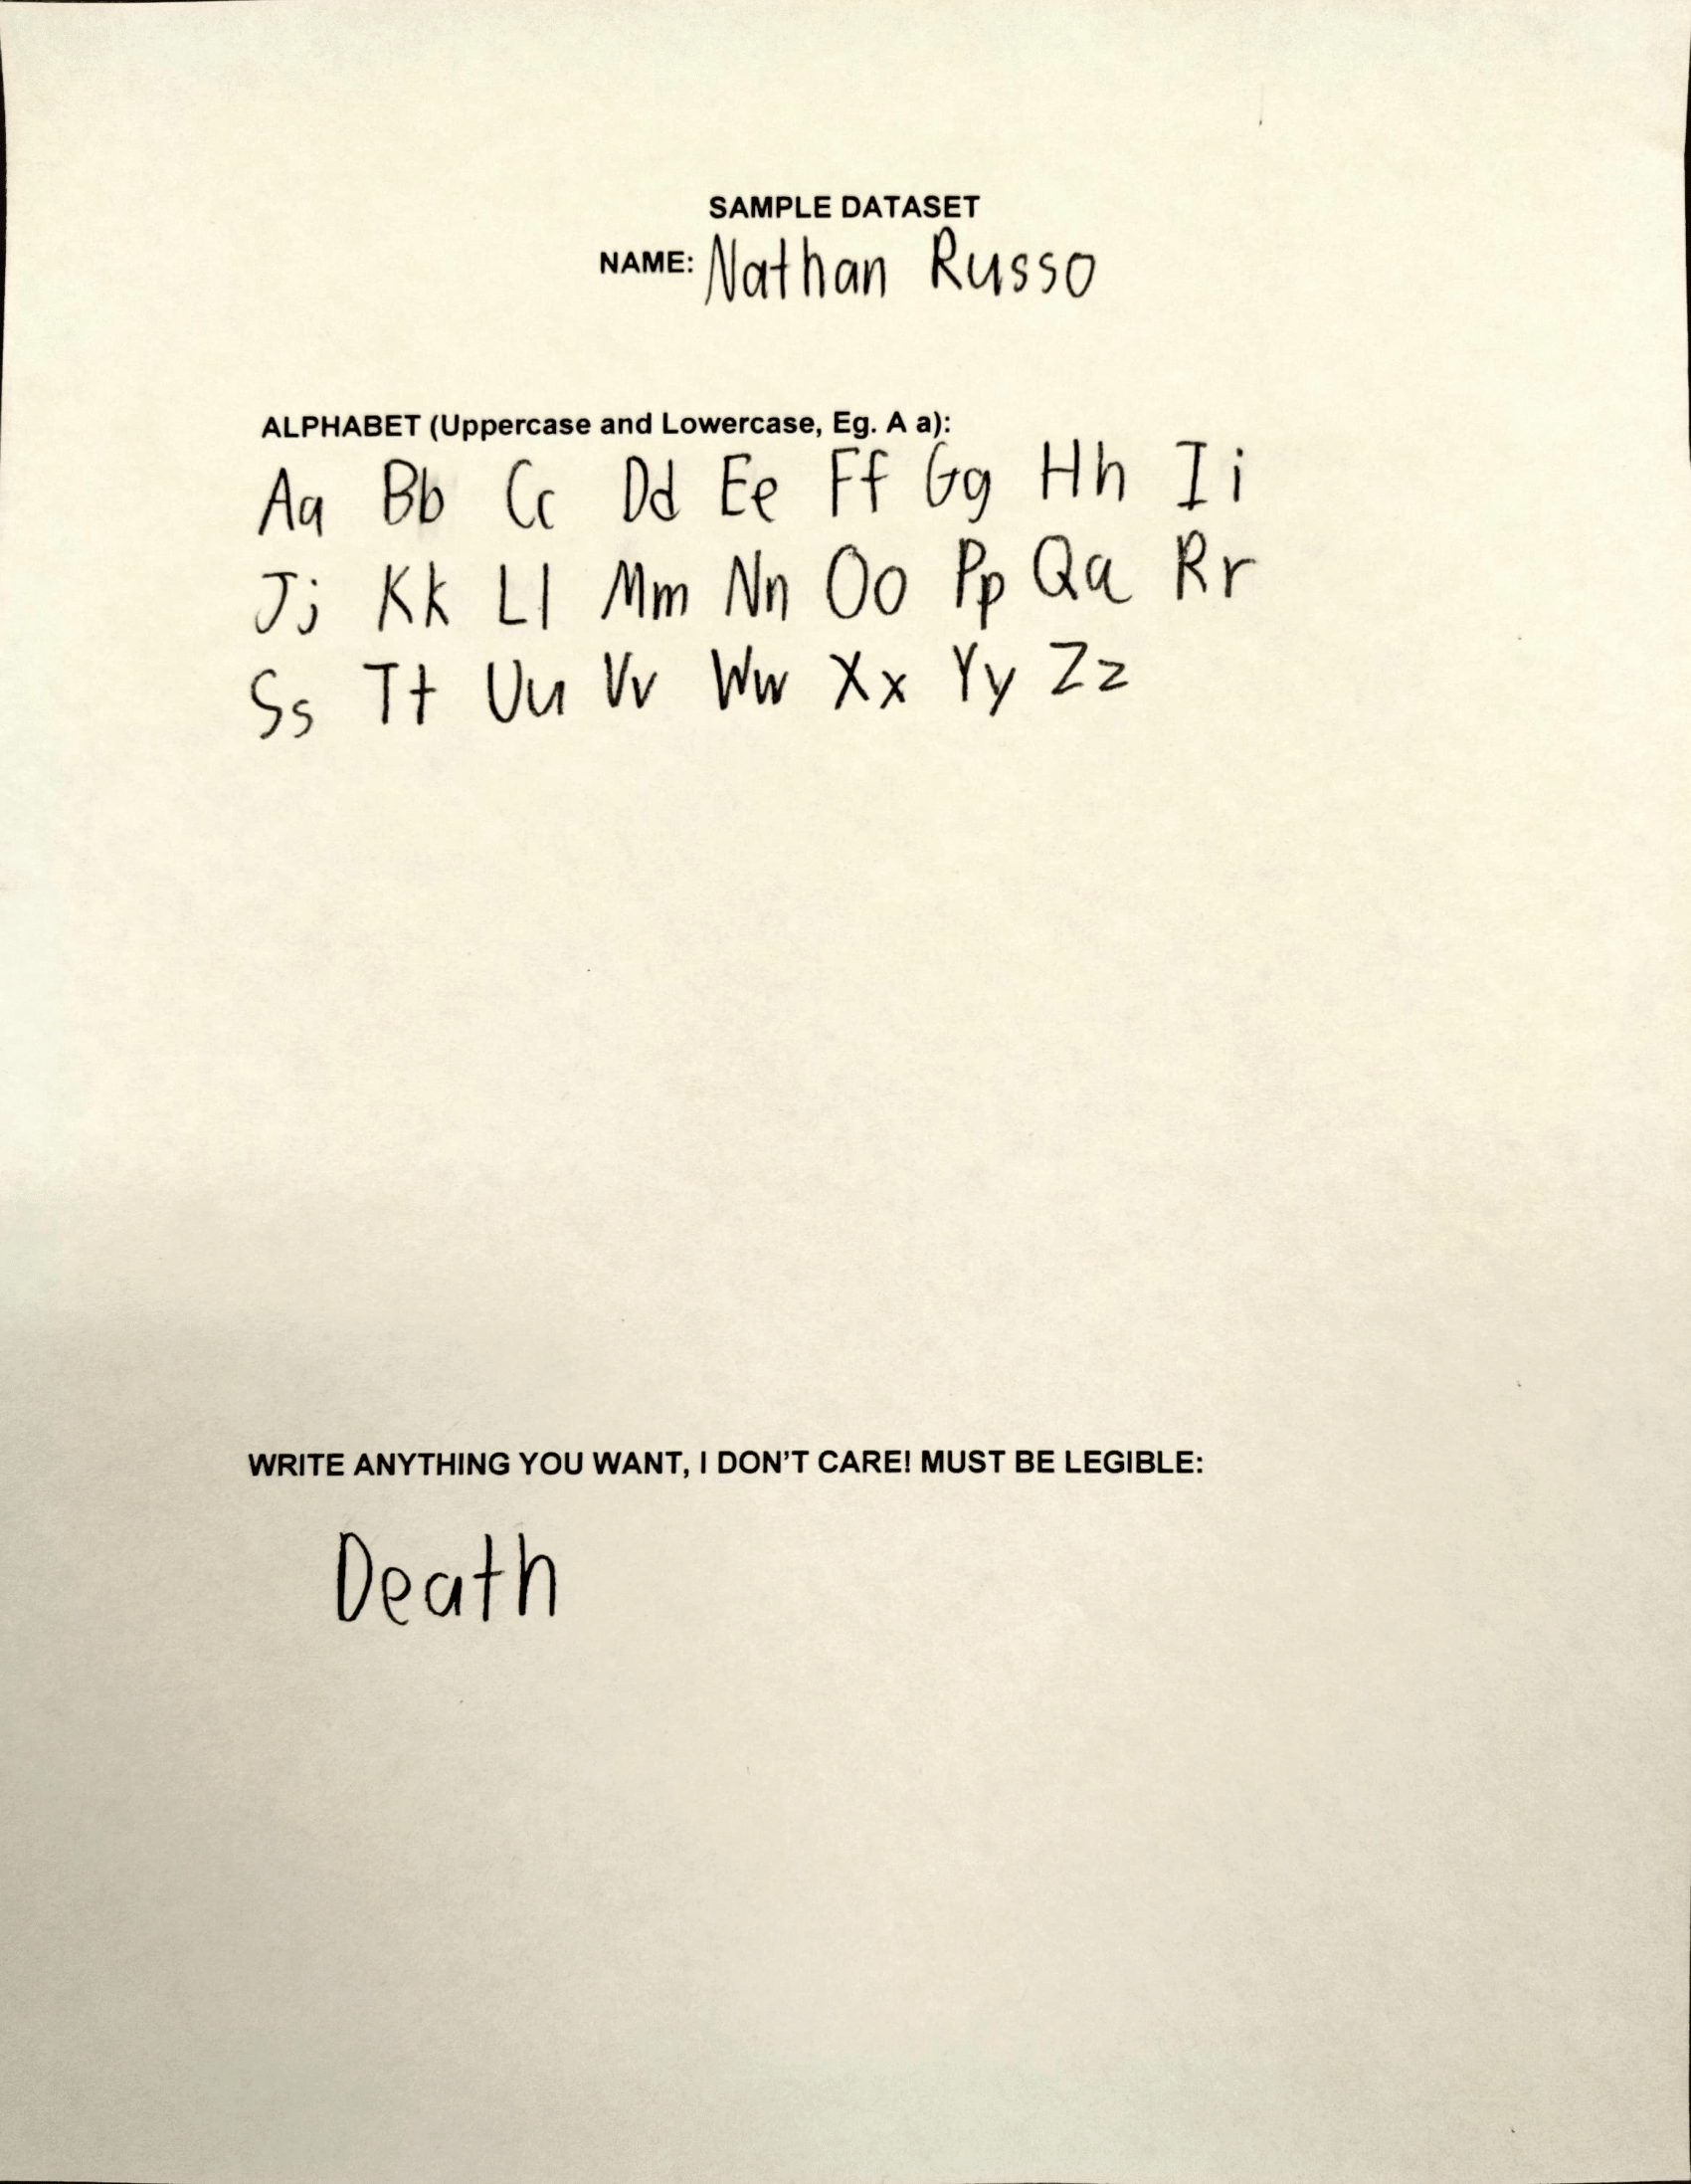 SAMPLE DATASET
NAME: Nathan Russo
ALPHABET (Uppercase and Lowercase, Eg. A a):
Aa Bb Cc Dd Ee Ff Gg Hh Ii
Jj Kk Ll Mm Nn Oo Pp Qa Rr
Ss Tt Uu Vv Ww Xx Yy Zz
WRITE ANYTHING YOU WANT, I DON'T CARE! MUST BE LEGIBLE:
Death